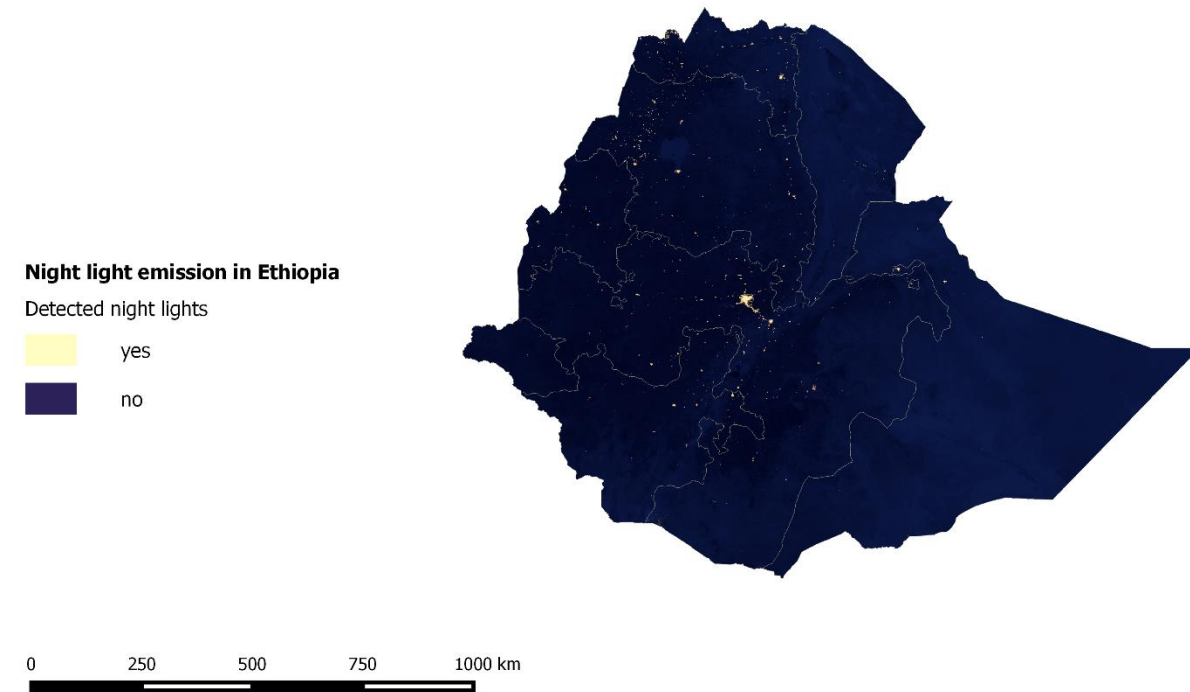 Night light emission in Ethiopia
Detected night lights
yes
no
0 250 500 750 1000 km